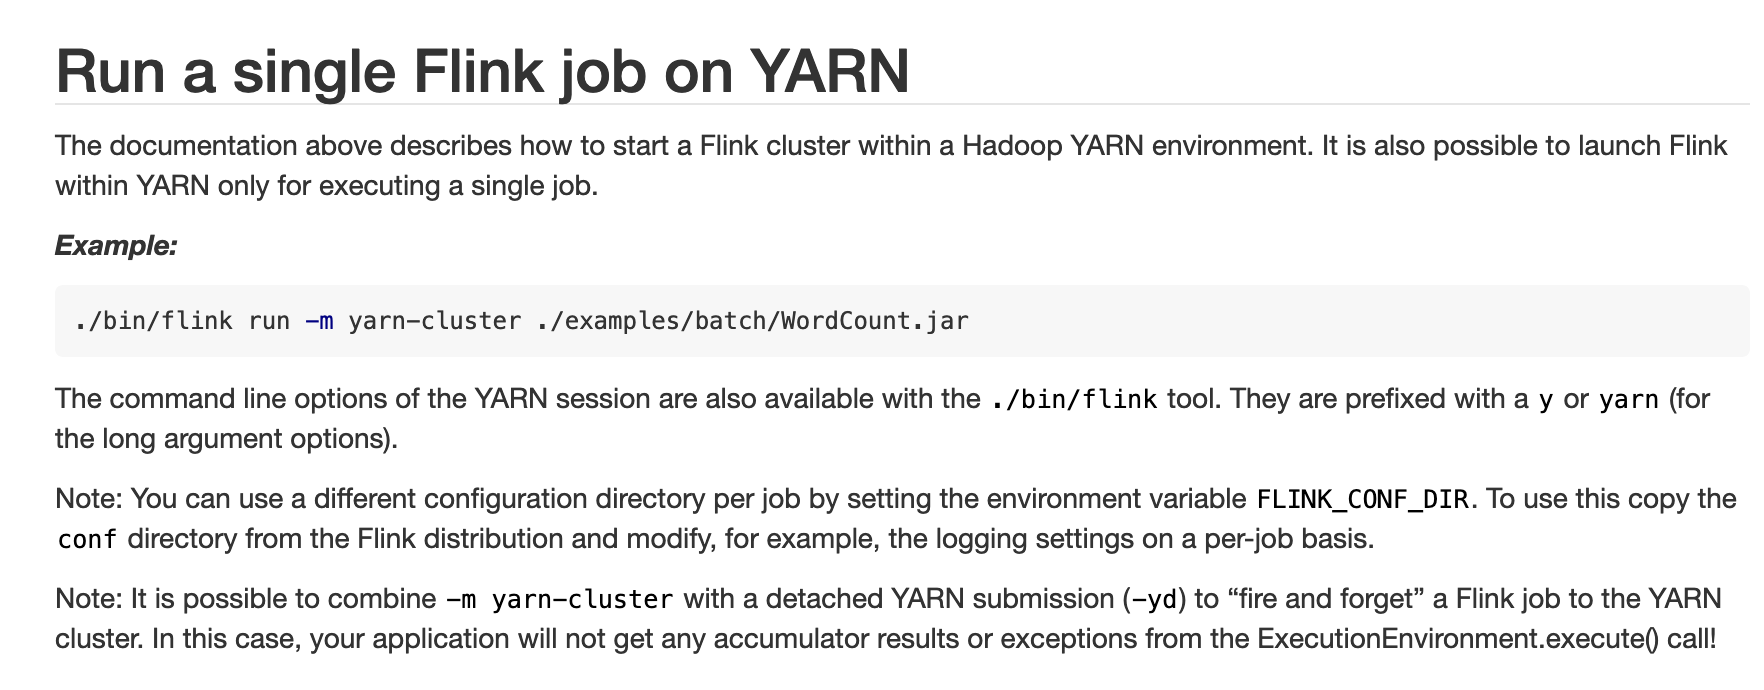 Run a single Flink job on YARN
The documentation above describes how to start a Flink cluster within a Hadoop YARN environment. It is also possible to launch Flink
within YARN only for executing a single job.
Example:
./bin/flink run -m yarn-cluster ./examples/batch/WordCount.jar
The command line options of the YARN session are also available with the ./bin/flink tool. They are prefixed with a y or yarn (for
the long argument options).
Note: You can use a different configuration directory per job by setting the environment variable FLINK_CONF_DIR. To use this copy the
conf directory from the Flink distribution and modify, for example, the logging settings on a per-job basis.
Note: It is possible to combine -m yarn-cluster with a detached YARN submission (-yd) to “fire and forget” a Flink job to the YARN
cluster. In this case, your application will not get any accumulator results or exceptions from the ExecutionEnvironment.execute() call!